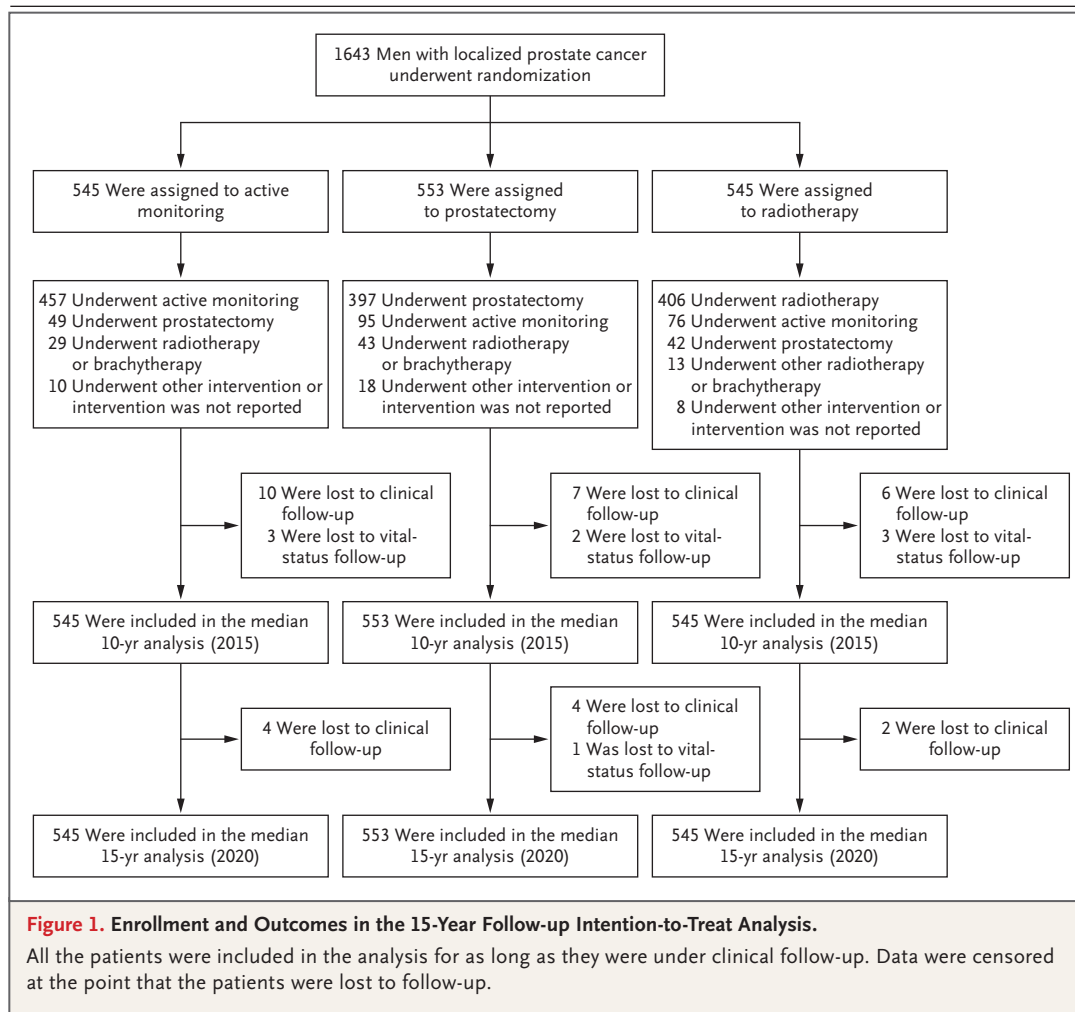 1643 Men with localized prostate cancer
underwent randomization
545 Were assigned to active
monitoring
553 Were assigned
to prostatectomy
545 Were assigned
to radiotherapy
457 Underwent active monitoring
49 Underwent prostatectomy
29 Underwent radiotherapy
or brachytherapy
10 Underwent other intervention or
intervention was not reported
397 Underwent prostatectomy
95 Underwent active monitoring
43 Underwent radiotherapy
or brachytherapy
18 Underwent other intervention or
intervention was not reported
406 Underwent radiotherapy
76 Underwent active monitoring
42 Underwent prostatectomy
13 Underwent other radiotherapy
or brachytherapy
8 Underwent other intervention or
intervention was not reported
10 Were lost to clinical
follow-up
3 Were lost to vital-
status follow-up
7 Were lost to clinical
follow-up
2 Were lost to vital-
status follow-up
6 Were lost to clinical
follow-up
3 Were lost to vital-
status follow-up
545 Were included in the median
10-yr analysis (2015)
553 Were included in the median
10-yr analysis (2015)
545 Were included in the median
10-yr analysis (2015)
4 Were lost to clinical
follow-up
4 Were lost to clinical
follow-up
1 Was lost to vital-
status follow-up
2 Were lost to clinical
follow-up
545 Were included in the median
15-yr analysis (2020)
553 Were included in the median
15-yr analysis (2020)
545 Were included in the median
15-yr analysis (2020)
Figure 1. Enrollment and Outcomes in the 15-Year Follow-up Intention-to-Treat Analysis.
All the patients were included in the analysis for as long as they were under clinical follow-up. Data were censored
at the point that the patients were lost to follow-up.